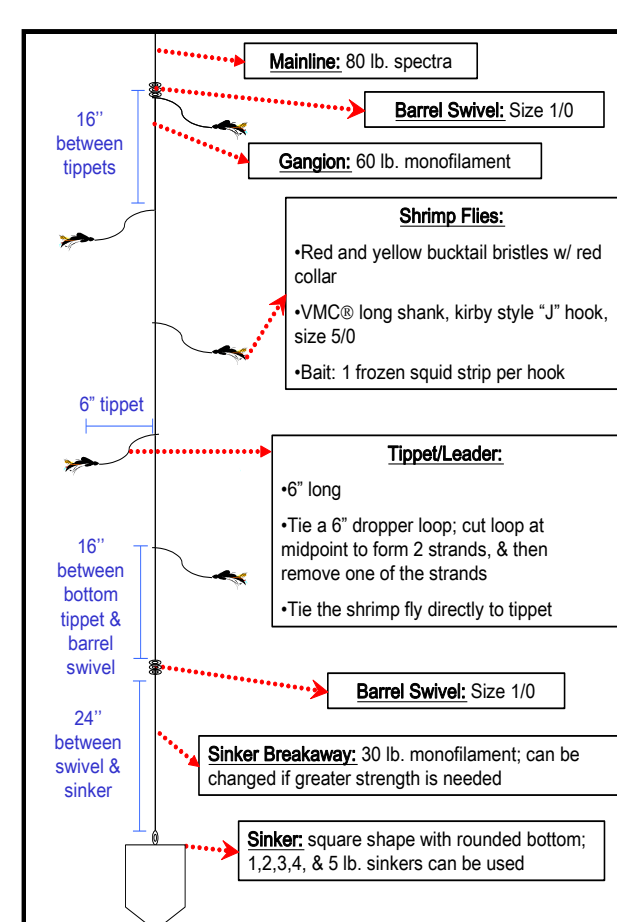 Mainline: 80 lb. spectra
Barrel Swivel: Size 1/0
16’’
between
tippets
Gangion: 60 lb. monofilament
Shrimp Flies:
•Red and yellow bucktail bristles w/ red
collar
•VMC® long shank, kirby style “J” hook,
size 5/0
•Bait: 1 frozen squid strip per hook
6” tippet
Tippet/Leader:
•6” long
•Tie a 6” dropper loop; cut loop at
midpoint to form 2 strands, & then
remove one of the strands
•Tie the shrimp fly directly to tippet
16’’
between
bottom
tippet &
barrel
swivel
Barrel Swivel: Size 1/0
24’’
between
swivel &
sinker
Sinker Breakaway: 30 lb. monofilament; can be
changed if greater strength is needed
Sinker: square shape with rounded bottom;
1,2,3,4, & 5 lb. sinkers can be used